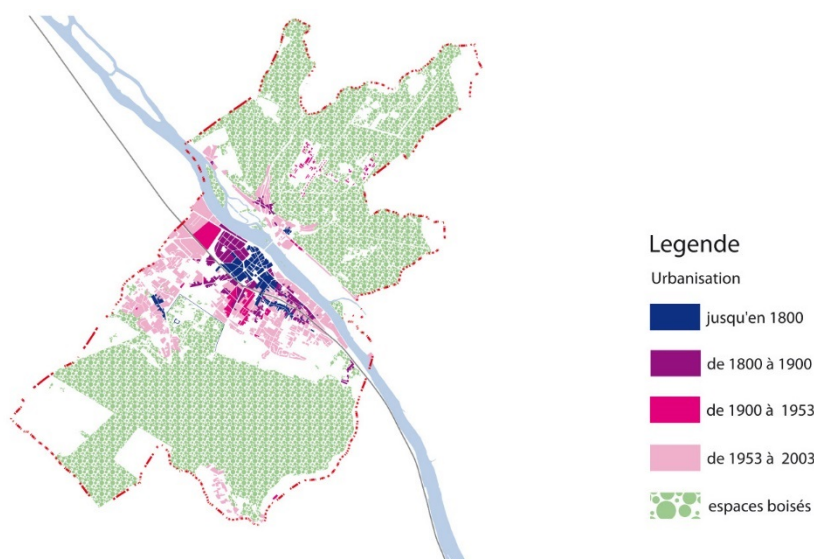 Legende
Urbanisation
jusqu'en 1800
de 1800 à 1900
de 1900 à 1953
de 1953 à 2003
espaces boisés